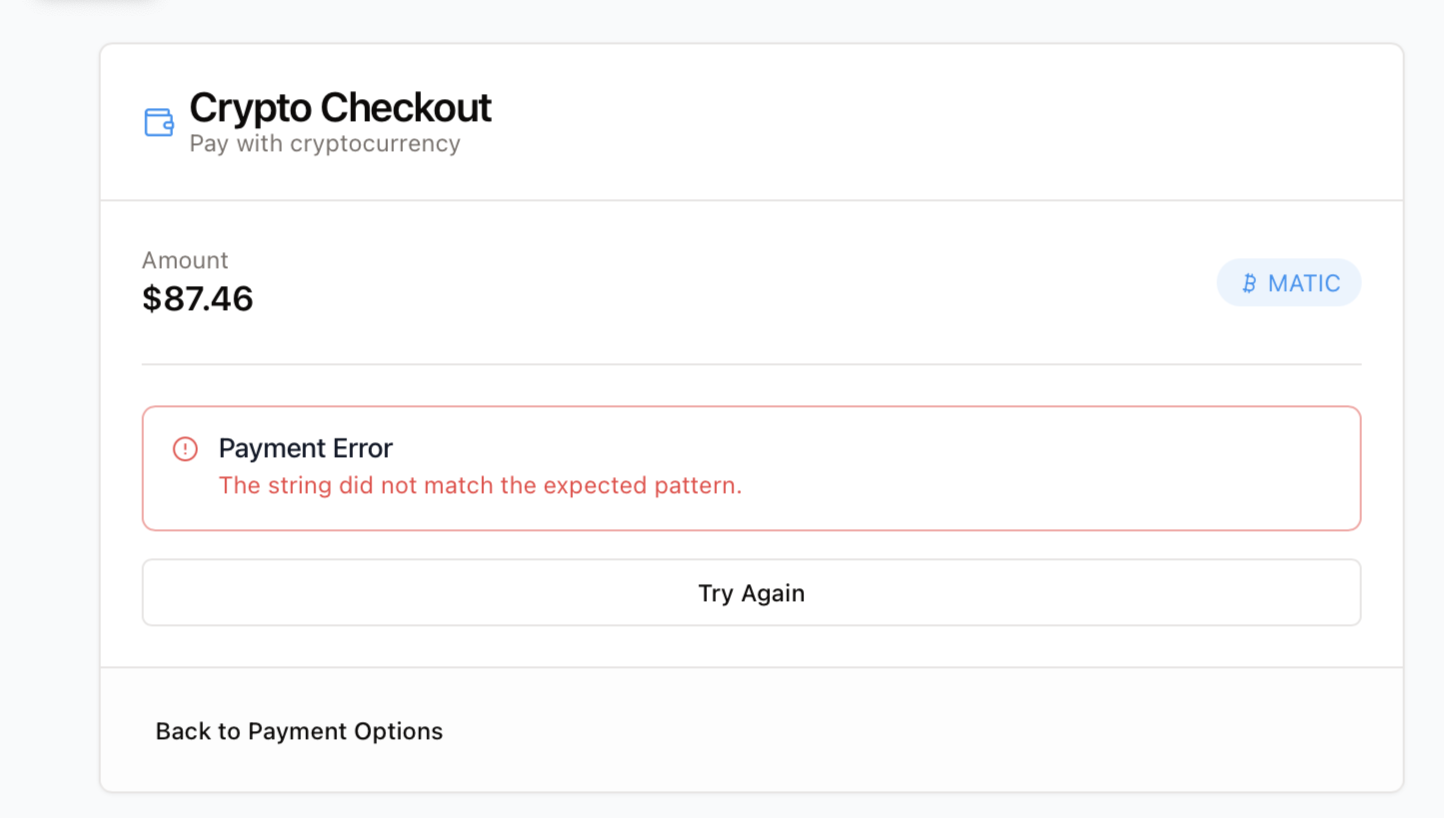 Crypto Checkout
Pay with cryptocurrency
Amount
$87.46
₿ MATIC
Payment Error
The string did not match the expected pattern.
Try Again
Back to Payment Options